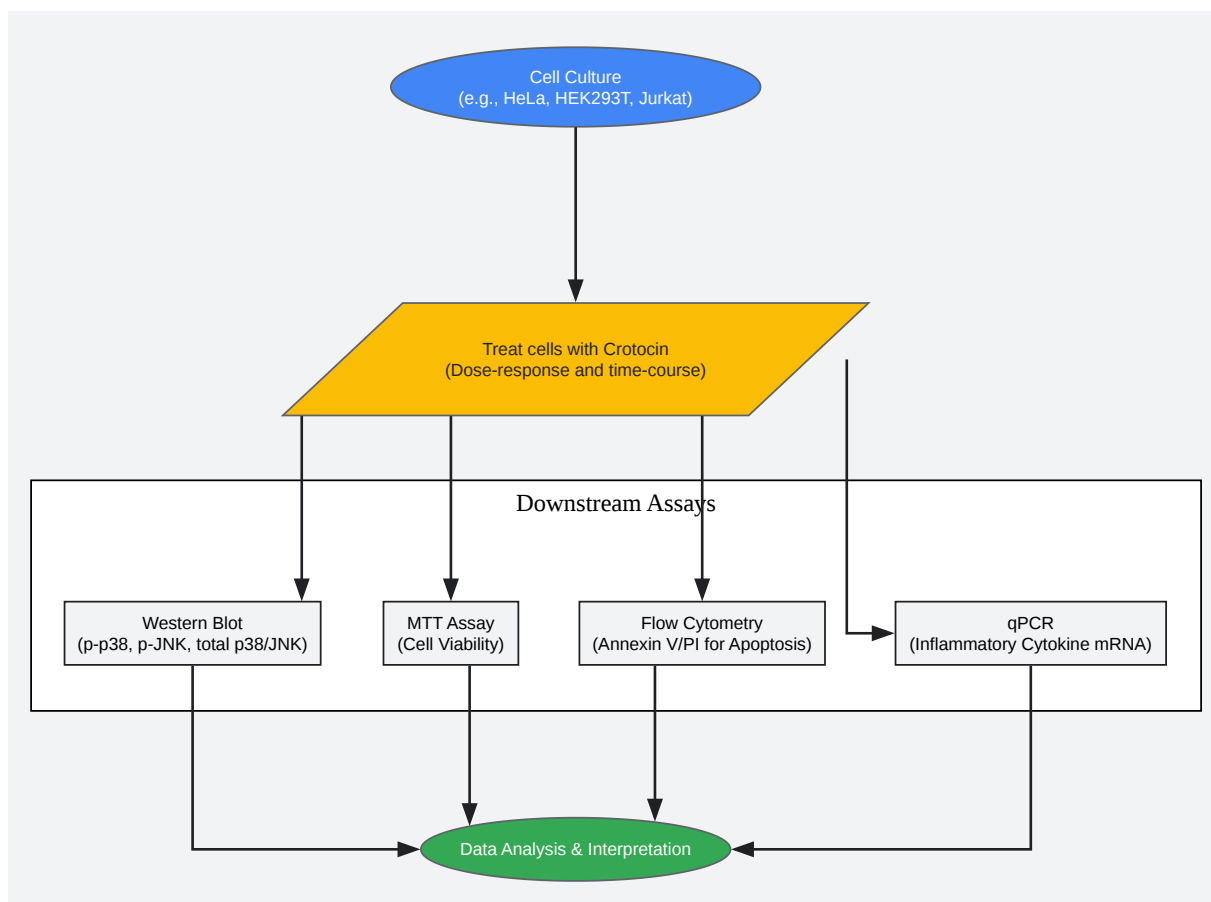 Cell Culture
(e.g., HeLa, HEK293T, Jurkat)
Treat cells with Crotocin
(Dose-response and time-course)
Downstream Assays
Western Blot
(p-p38, p-JNK, total p38/JNK)
MTT Assay
(Cell Viability)
Flow Cytometry
(Annexin V/PI for Apoptosis)
qPCR
(Inflammatory Cytokine mRNA)
Data Analysis & Interpretation